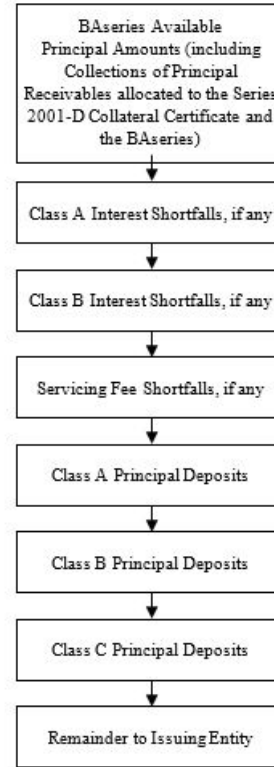 BAseries Available
Principal Amounts (including
Collections of Principal
Receivables allocated to the Series
2001-D Collateral Certificate and
the BAseries)
Class A Interest Shortfalls, if any
Class B Interest Shortfalls, if any
Servicing Fee Shortfalls, if any
Class A Principal Deposits
Class B Principal Deposits
Class C Principal Deposits
Remainder to Issuing Entity